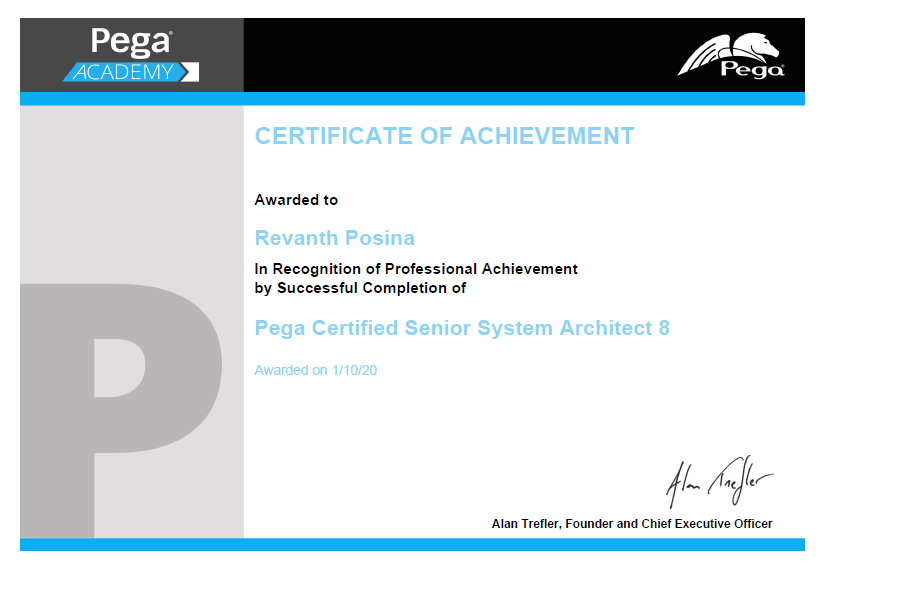 Pega®
ACADEMY
Pega®
CERTIFICATE OF ACHIEVEMENT
Awarded to
Revanth Posina
In Recognition of Professional Achievement
by Successful Completion of
Pega Certified Senior System Architect 8
Awarded on 1/10/20
P
Alan Trefler
Alan Trefler, Founder and Chief Executive Officer